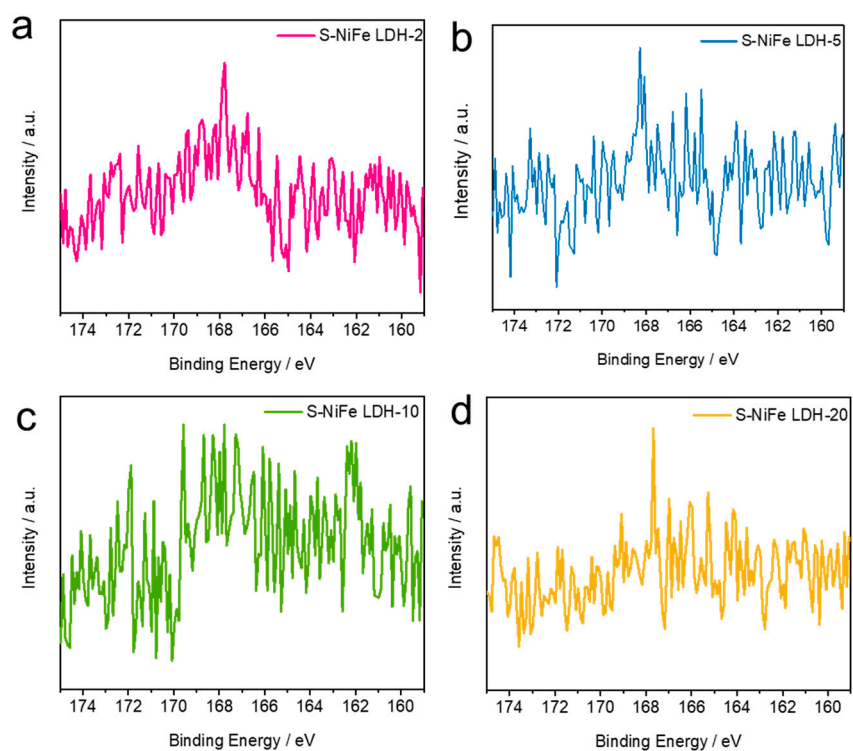 a
S-NiFe LDH-2
Intensity / a.u.
174 172 170 168 166 164 162 160
Binding Energy / eV
b
S-NiFe LDH-5
Intensity / a.u.
174 172 170 168 166 164 162 160
Binding Energy / eV
c
S-NiFe LDH-10
Intensity / a.u.
174 172 170 168 166 164 162 160
Binding Energy / eV
d
S-NiFe LDH-20
Intensity / a.u.
174 172 170 168 166 164 162 160
Binding Energy / eV